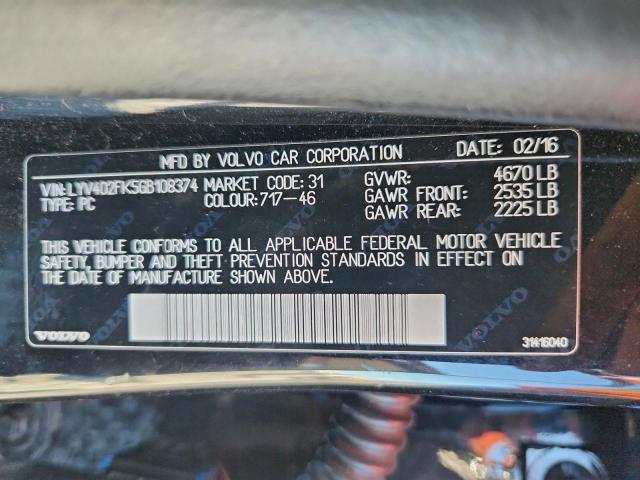 MFD BY VOLVO CAR CORPORATION DATE: 02/16
VIN:LYV402FK5GB108374 MARKET CODE: 31 GVWR: 4670 LB
TYPE: PC COLOUR:717-46 GAWR FRONT: 2535 LB
GAWR REAR: 2225 LB
THIS VEHICLE CONFORMS TO ALL APPLICABLE FEDERAL MOTOR VEHICLE
SAFETY, BUMPER AND THEFT PREVENTION STANDARDS IN EFFECT ON
THE DATE OF MANUFACTURE SHOWN ABOVE.
VOLVO 31416040